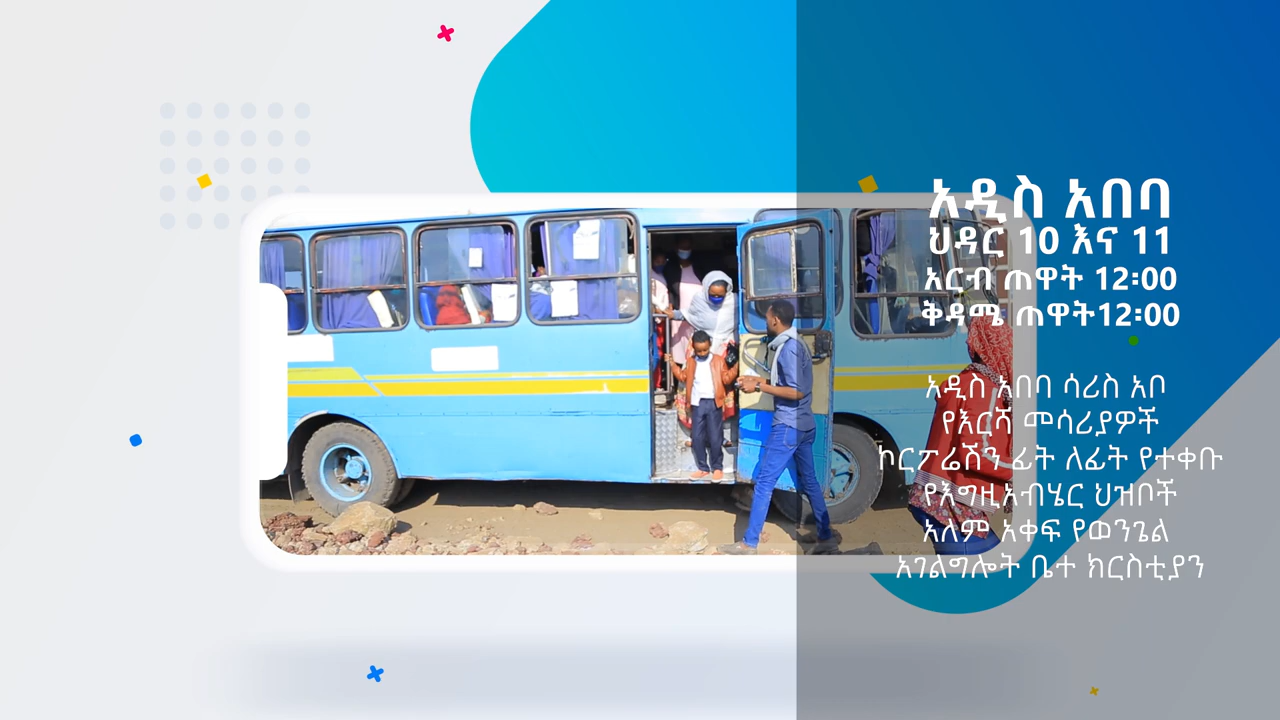 አዲስ አበባ
ህዳር 10 እና 11
አርብ ጠዋት 12፡00
ቅዳሜ ጠዋት12፡00
አዲስ አበባ ሳሪስ አቦ
የእርሻ መሳሪያዎች
ኮርፖሬሽን ፊት ለፊት የተቀቡ
የእግዚአብሄር ህዝቦች
አለም አቀፍ የወንጌል
አገልግሎት ቤተ ክርስቲያን